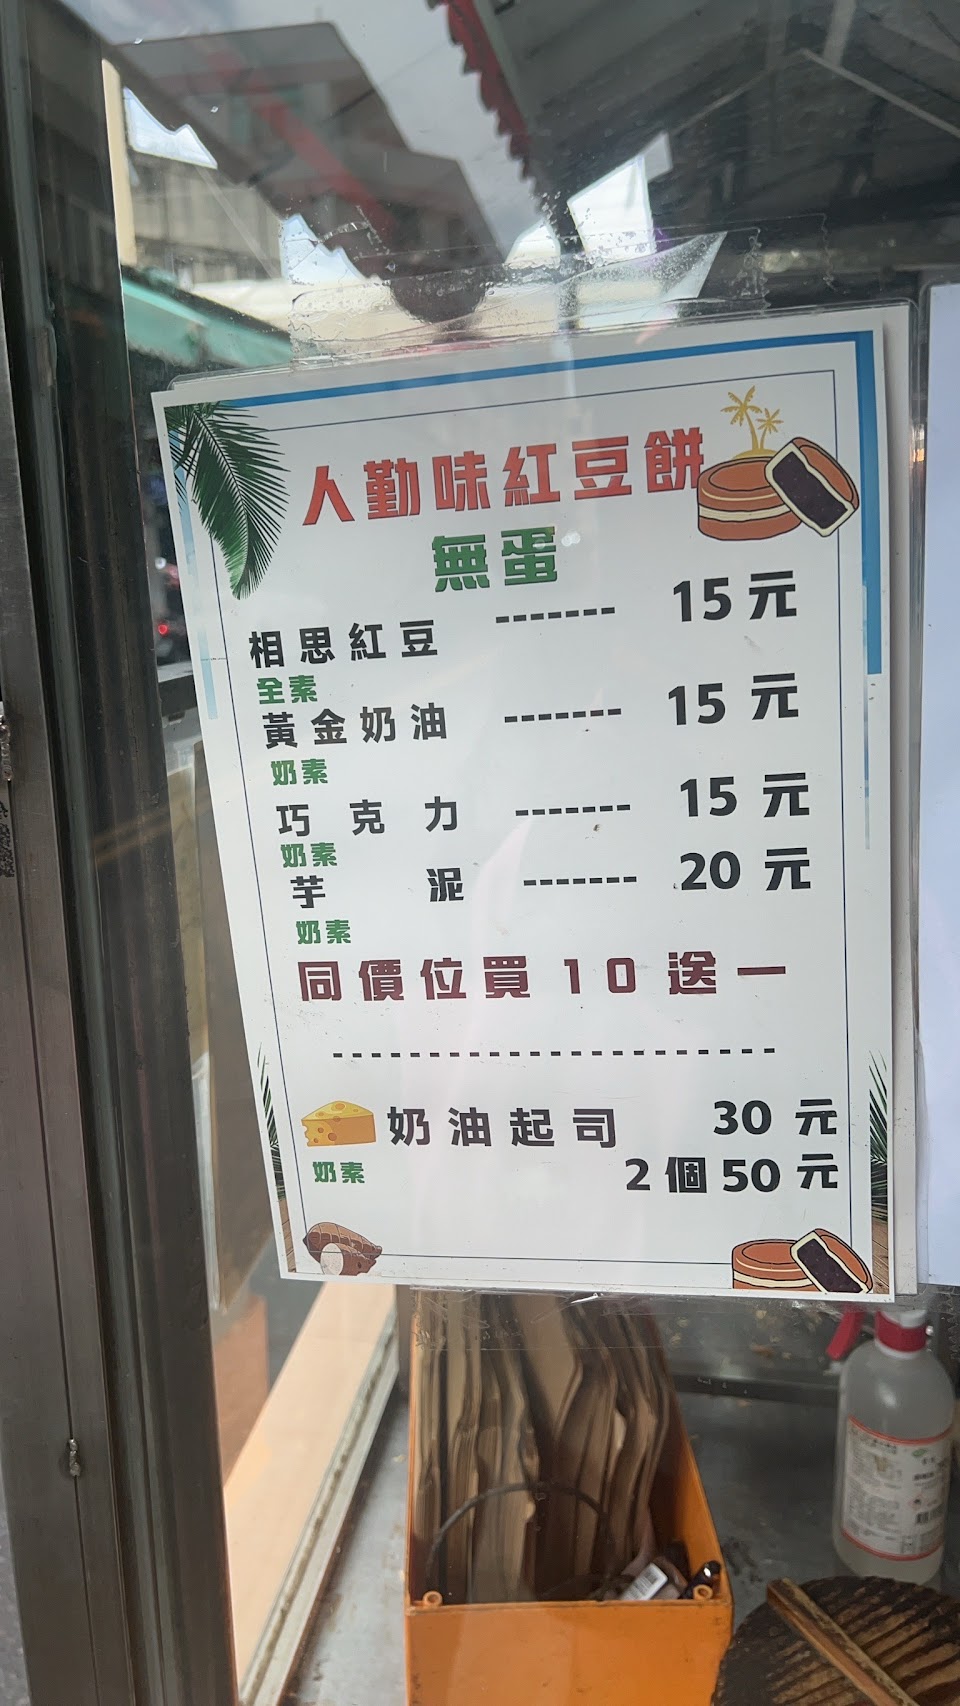 人勤味紅豆餅
無蛋
相思紅豆 ------- 15元
全素
黃金奶油 ------- 15元
奶素
巧克力 ------- 15元
奶素
芋泥 ------- 20元
奶素
同價位買10送一
-----------------------
奶油起司 30元
奶素 2個50元